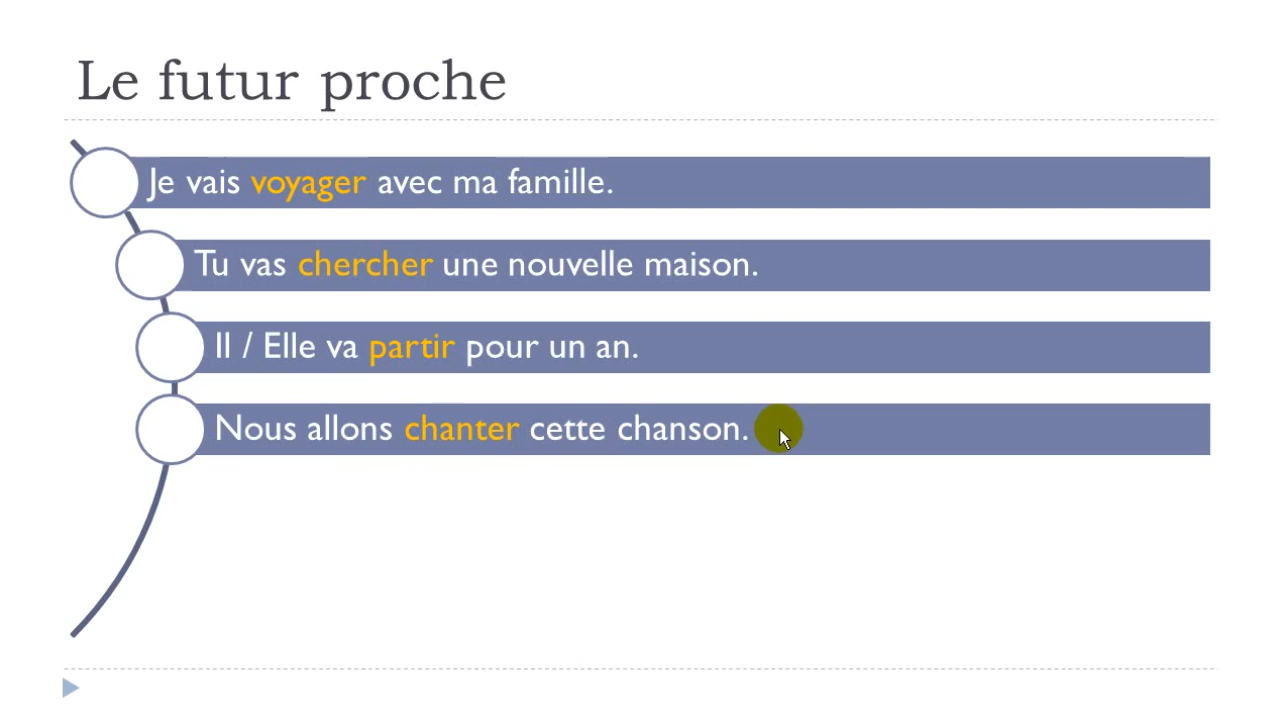 Le futur proche
Je vais voyager avec ma famille.
Tu vas chercher une nouvelle maison.
Il / Elle va partir pour un an.
Nous allons chanter cette chanson.